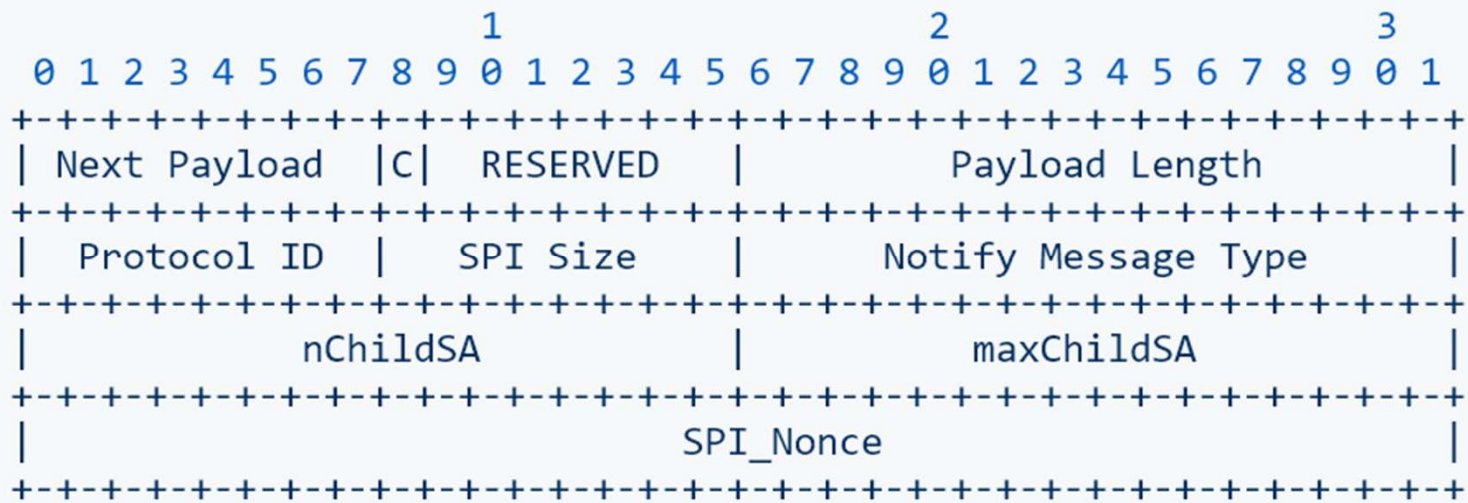 1                   2                   3
 0 1 2 3 4 5 6 7 8 9 0 1 2 3 4 5 6 7 8 9 0 1 2 3 4 5 6 7 8 9 0 1
+-+-+-+-+-+-+-+-+-+-+-+-+-+-+-+-+-+-+-+-+-+-+-+-+-+-+-+-+-+-+-+-+
| Next Payload  |C|  RESERVED   |         Payload Length        |
+-+-+-+-+-+-+-+-+-+-+-+-+-+-+-+-+-+-+-+-+-+-+-+-+-+-+-+-+-+-+-+-+
|  Protocol ID  |   SPI Size    |      Notify Message Type      |
+-+-+-+-+-+-+-+-+-+-+-+-+-+-+-+-+-+-+-+-+-+-+-+-+-+-+-+-+-+-+-+-+
|            nChildSA           |          maxChildSA           |
+-+-+-+-+-+-+-+-+-+-+-+-+-+-+-+-+-+-+-+-+-+-+-+-+-+-+-+-+-+-+-+-+
|                             SPI_Nonce                         |
+-+-+-+-+-+-+-+-+-+-+-+-+-+-+-+-+-+-+-+-+-+-+-+-+-+-+-+-+-+-+-+-+